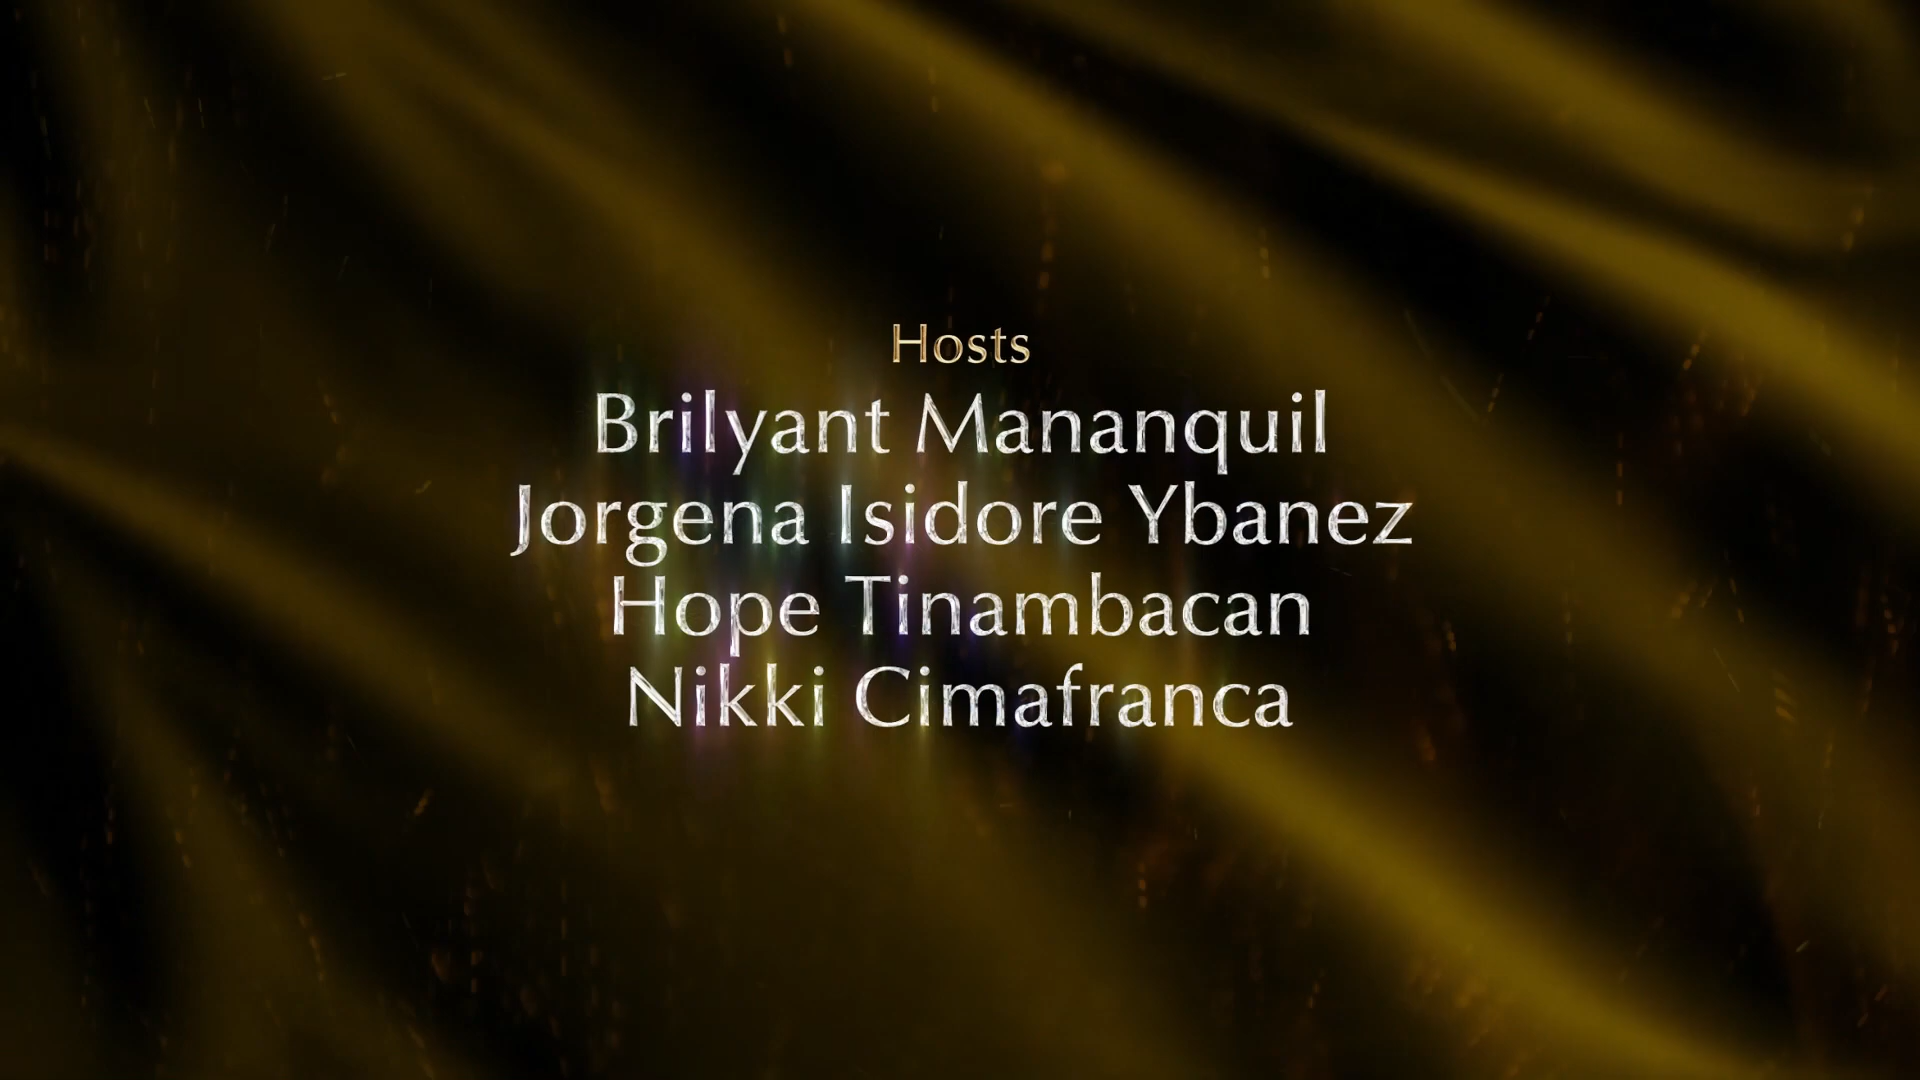 Hosts
Brilyant Mananquil
Jorgena Isidore Ybanez
Hope Tinambacan
Nikki Cimafranca